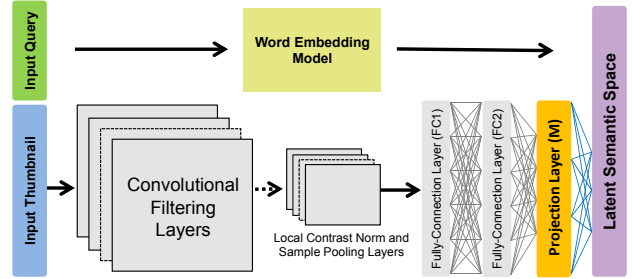 Input Query
Word Embedding
Model
Latent Semantic Space
Input Thumbnail
Convolutional
Filtering
Layers
Local Contrast Norm and
Sample Pooling Layers
Fully-Connection Layer (FC1)
Fully-Connection Layer (FC2)
Projection Layer (M)